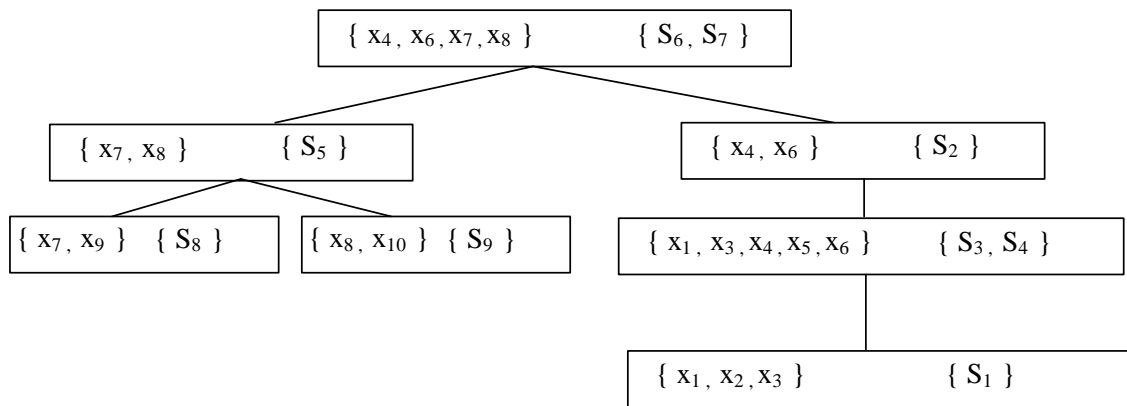 { x₄, x₆, x₇, x₈ } { S₆, S₇ }
{ x₇, x₈ } { S₅ }
{ x₄, x₆ } { S₂ }
{ x₇, x₉ } { S₈ }
{ x₈, x₁₀ } { S₉ }
{ x₁, x₃, x₄, x₅, x₆ } { S₃, S₄ }
{ x₁, x₂, x₃ } { S₁ }